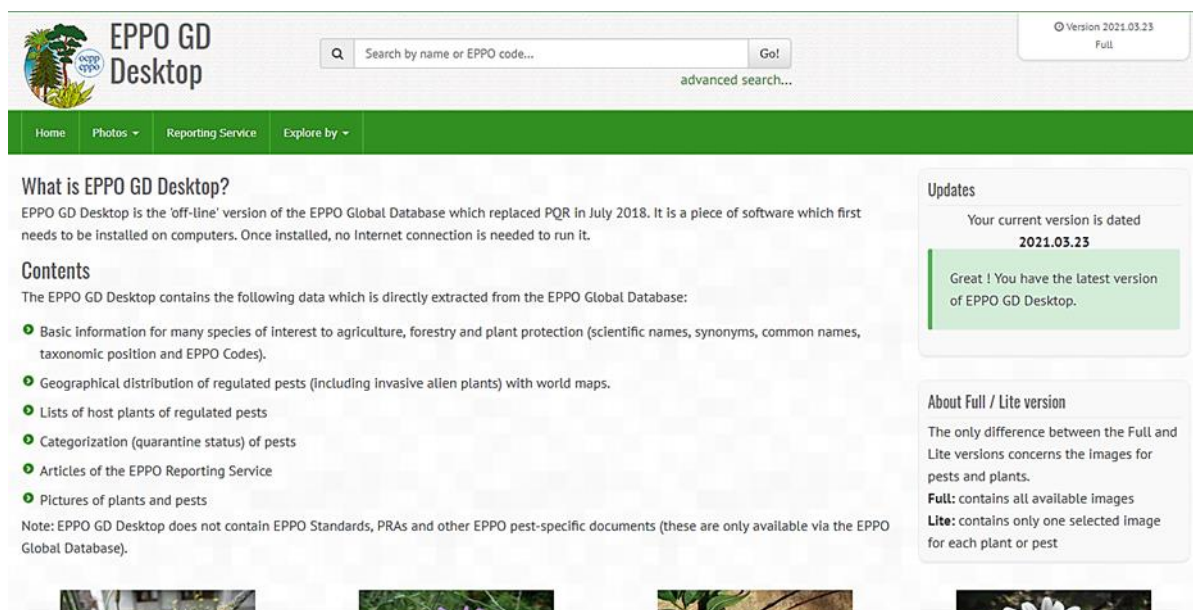 EPPO GD
Desktop
oepp
eppo
Search by name or EPPO code...
Go!
advanced search...
Version 2021.03.23
Full
Home
Photos
Reporting Service
Explore by
What is EPPO GD Desktop?
EPPO GD Desktop is the 'off-line' version of the EPPO Global Database which replaced PQR in July 2018. It is a piece of software which first
needs to be installed on computers. Once installed, no Internet connection is needed to run it.
Contents
The EPPO GD Desktop contains the following data which is directly extracted from the EPPO Global Database:
Basic information for many species of interest to agriculture, forestry and plant protection (scientific names, synonyms, common names,
taxonomic position and EPPO Codes).
Geographical distribution of regulated pests (including invasive alien plants) with world maps.
Lists of host plants of regulated pests
Categorization (quarantine status) of pests
Articles of the EPPO Reporting Service
Pictures of plants and pests
Note: EPPO GD Desktop does not contain EPPO Standards, PRAs and other EPPO pest-specific documents (these are only available via the EPPO
Global Database).
Updates
Your current version is dated
2021.03.23
Great ! You have the latest version
of EPPO GD Desktop.
About Full / Lite version
The only difference between the Full and
Lite versions concerns the images for
pests and plants.
Full: contains all available images
Lite: contains only one selected image
for each plant or pest